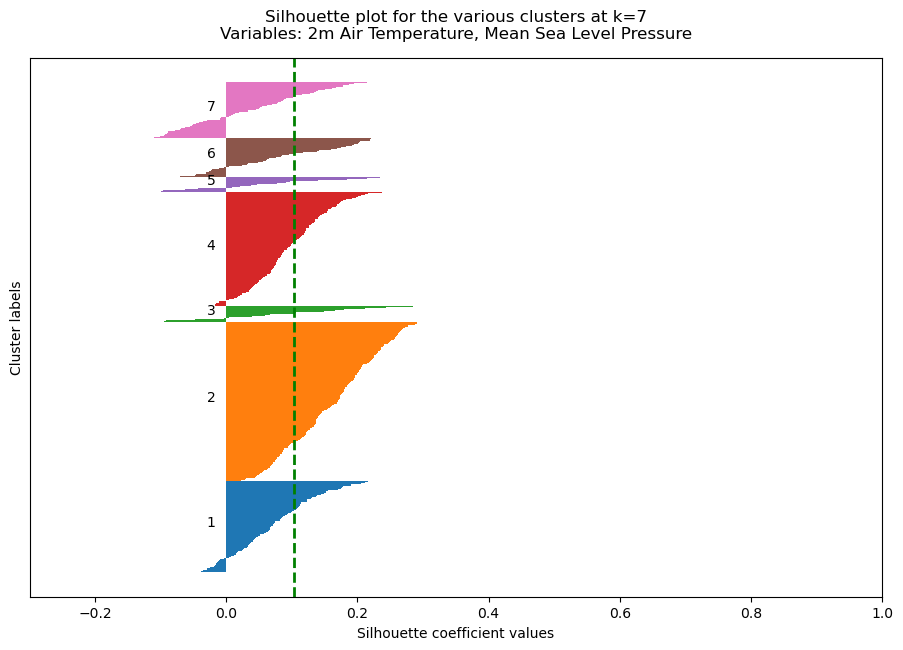 Silhouette plot for the various clusters at k=7
Variables: 2m Air Temperature, Mean Sea Level Pressure
7
6
5
4
3
2
1
Cluster labels
−0.2 0.0 0.2 0.4 0.6 0.8 1.0
Silhouette coefficient values